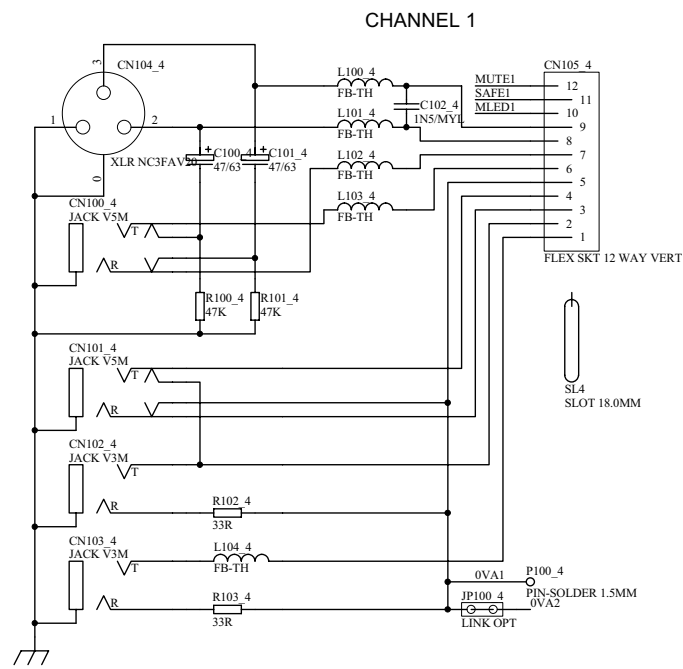 CHANNEL 1
CN104_4
3
1
2
0
XLR NC3FAV20
L100_4
FB-TH
L101_4
FB-TH
C102_4
1N5/MYL
L102_4
FB-TH
L103_4
FB-TH
+
C100_4
47/63
+
C101_4
47/63
CN105_4
MUTE1
SAFE1
MLED1
12
11
10
9
8
7
6
5
4
3
2
1
FLEX SKT 12 WAY VERT
CN100_4
JACK V5M
T
R
R100_4
47K
R101_4
47K
CN101_4
JACK V5M
T
R
SL4
SLOT 18.0MM
CN102_4
JACK V3M
T
R
R102_4
33R
CN103_4
JACK V3M
T
R
L104_4
FB-TH
R103_4
33R
0VA1
P100_4
PIN-SOLDER 1.5MM
JP100_4
0VA2
LINK OPT